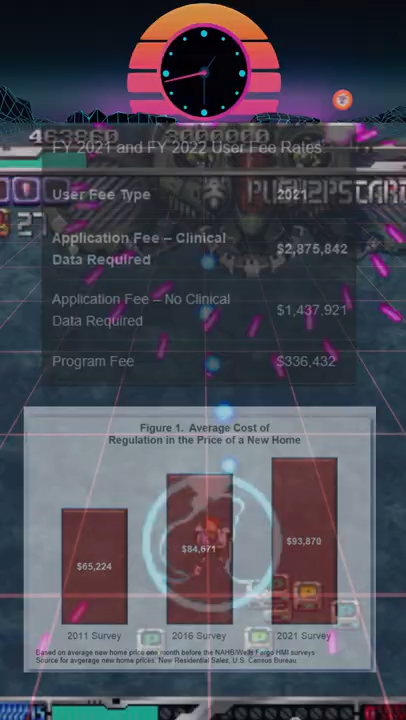 463860 3000000
FY 2021 and FY 2022 User Fee Rates
User Fee Type 2021
PUSH2PSTART
27
Application Fee – Clinical
Data Required
$2,875,842
Application Fee – No Clinical
Data Required
$1,437,921
Program Fee $336,432
Figure 1. Average Cost of
Regulation in the Price of a New Home
$65,224
$84,671
$93,870
2011 Survey 2016 Survey 2021 Survey
Based on average new home price one month before the NAHB/Wells Fargo HMI surveys
Source for avgerage new home prices: New Residential Sales, U.S. Census Bureau
P P P P